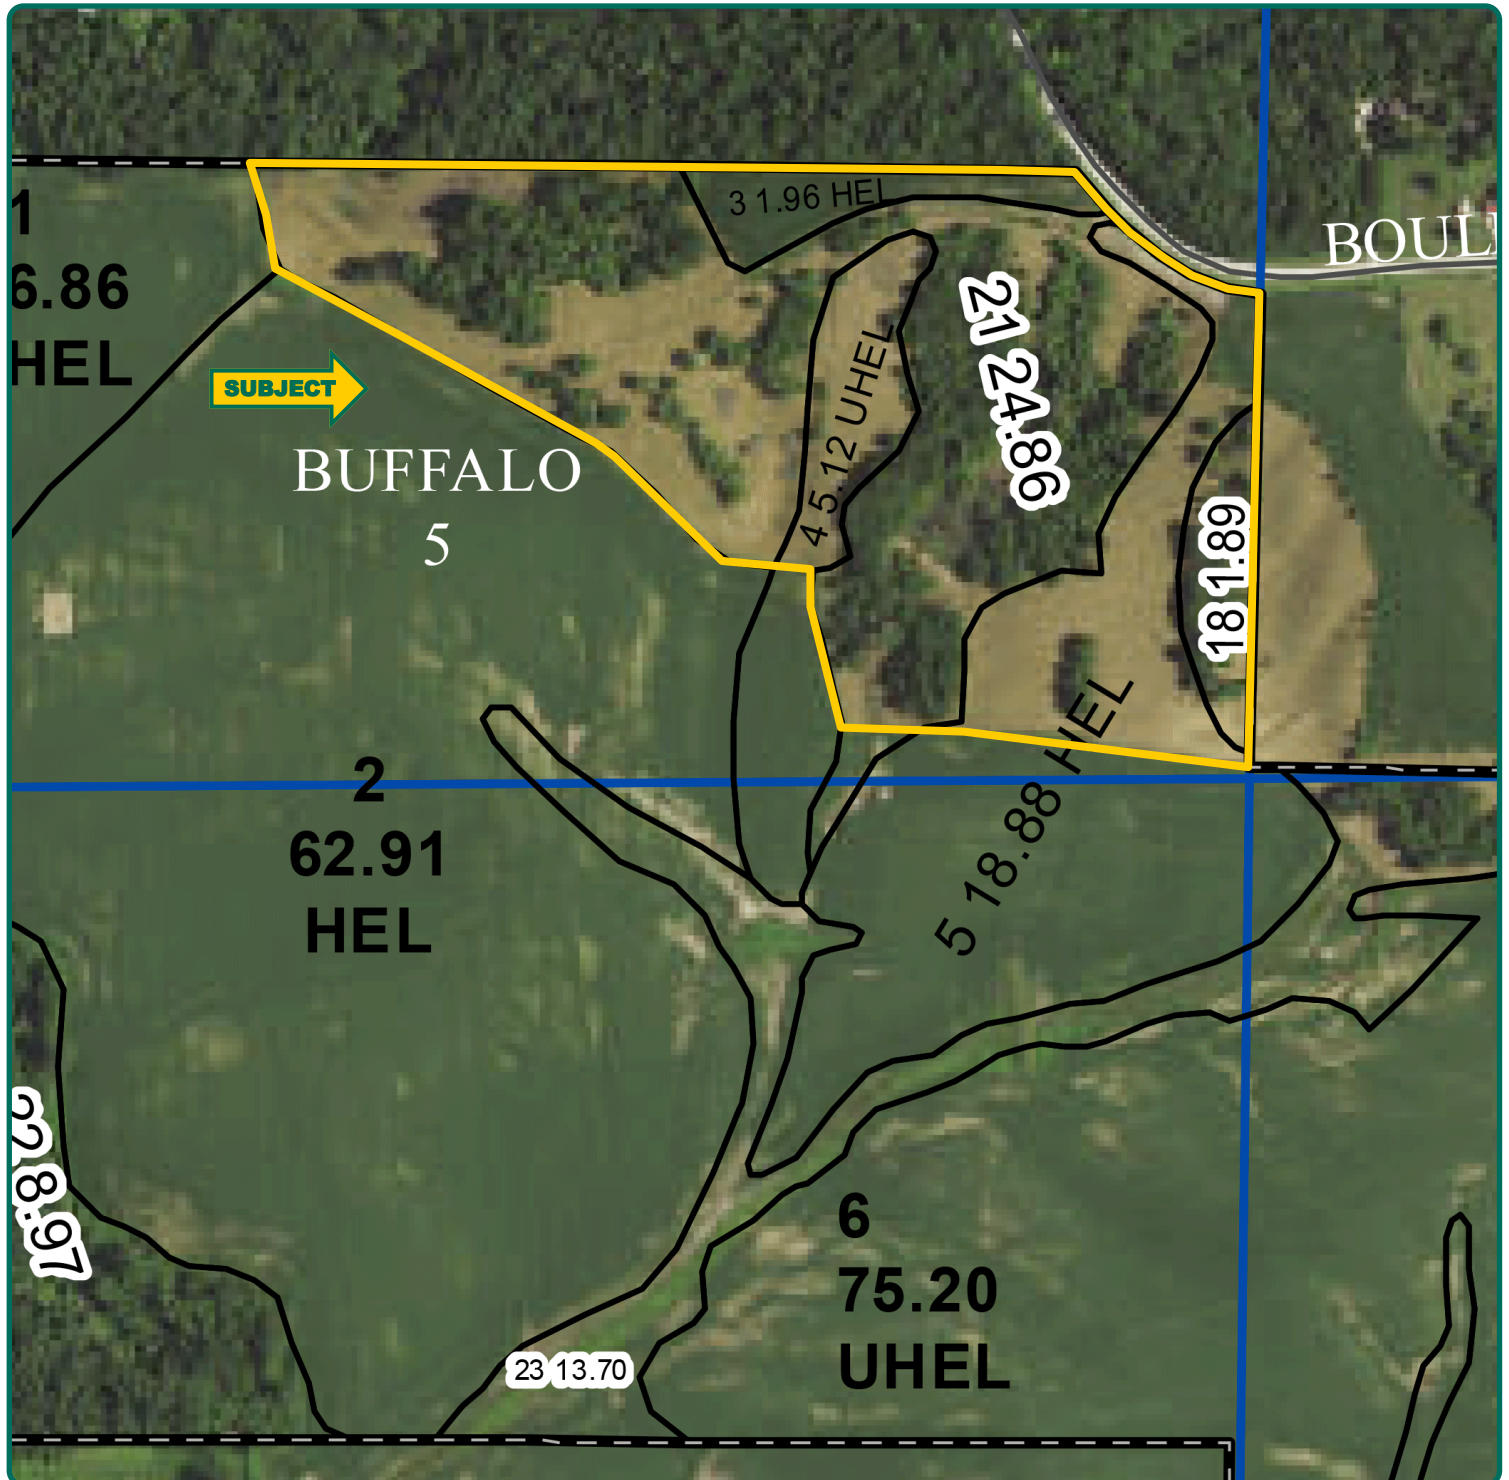 3 1.96 HEL
1
6.86
HEL
BOUL
21 24.86
4 5.12 UHEL
SUBJECT
BUFFALO
5
18 1.89
2
62.91
HEL
5 18.88 HEL
22 8.97
6
75.20
UHEL
23 13.70